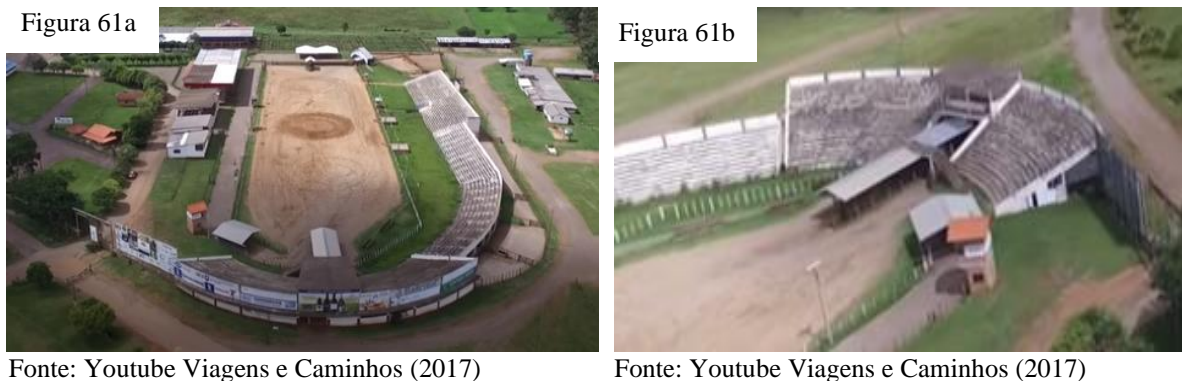 Figura 61a
Figura 61b
Fonte: Youtube Viagens e Caminhos (2017)
Fonte: Youtube Viagens e Caminhos (2017)